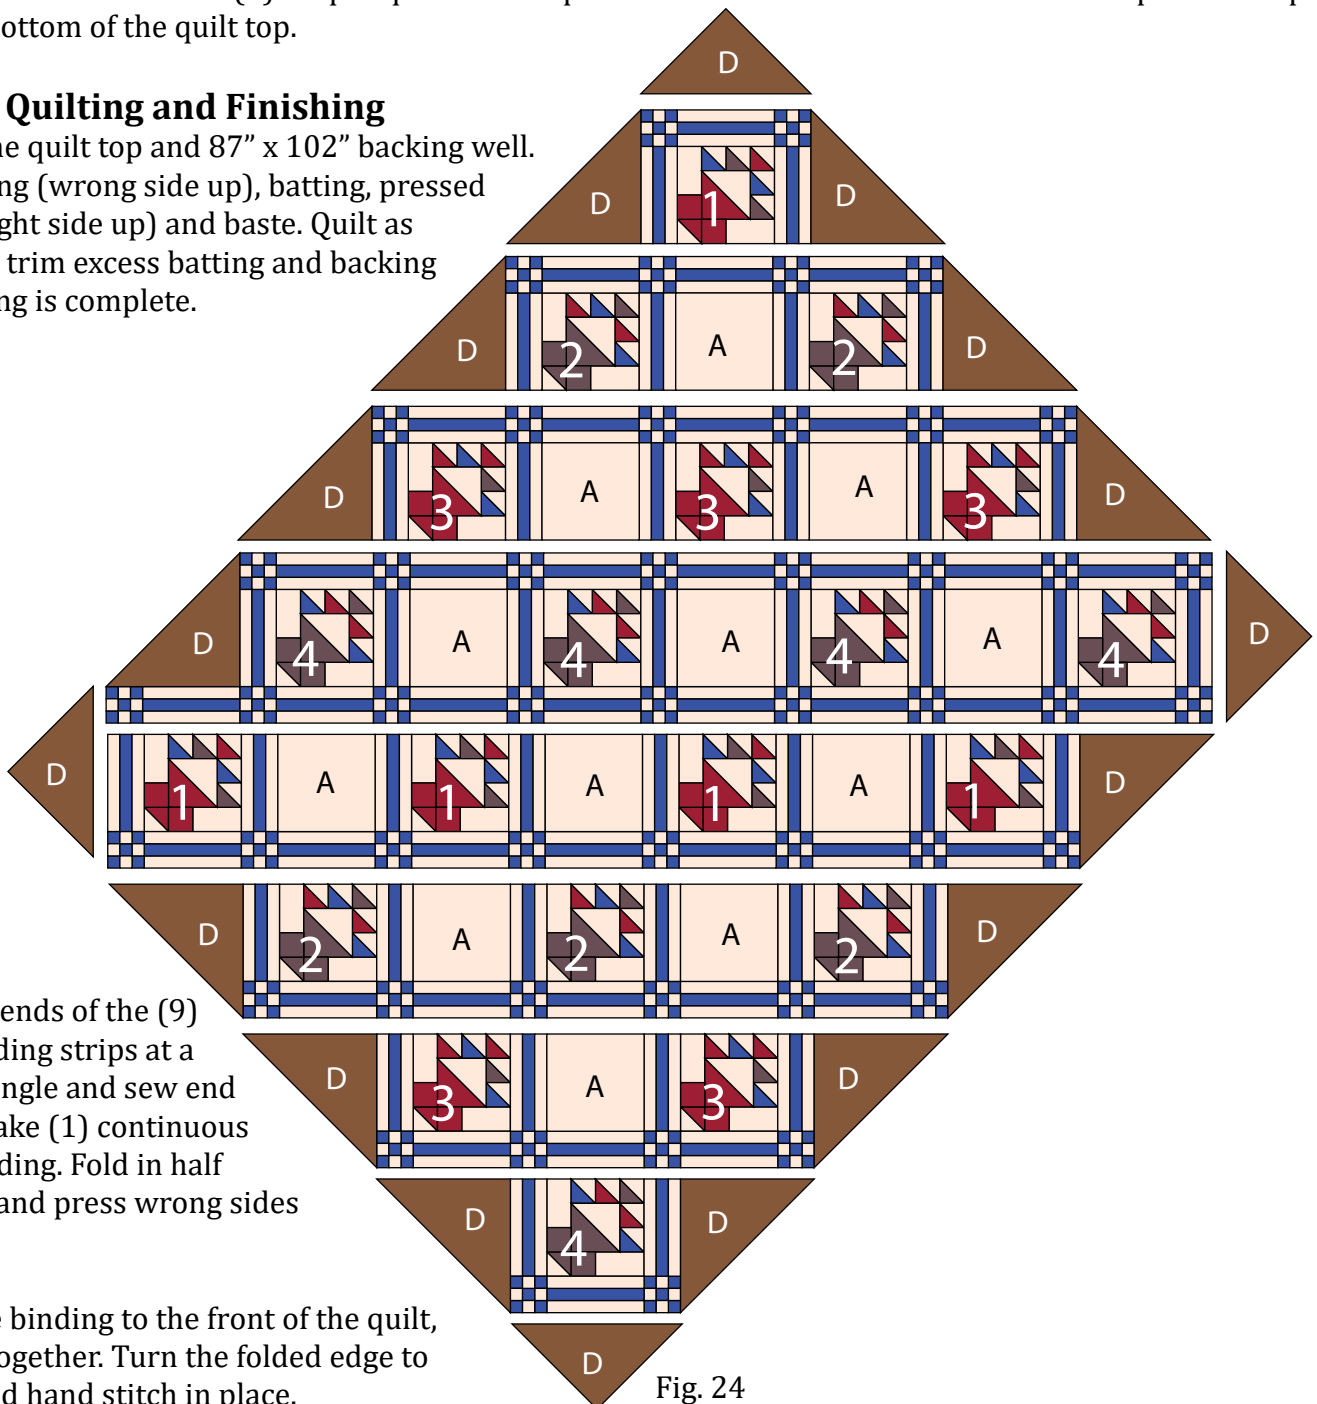 ottom of the quilt top.
Quilting and Finishing
ne quilt top and 87” x 102” backing well.
ng (wrong side up), batting, pressed
ght side up) and baste. Quilt as
trim excess batting and backing
ng is complete.
ends of the (9)
ding strips at a
ngle and sew end
ake (1) continuous
ding. Fold in half
and press wrong sides
e binding to the front of the quilt,
ogether. Turn the folded edge to
d hand stitch in place.
D
D 1 D
D 2 A 2 D
D 3 A 3 A 3 D
D 4 A 4 A 4 A 4 D
D 1 A 1 A 1 A 1 D
D 2 A 2 A 2 D
D 3 A 3 D
D 4 D
D
Fig. 24